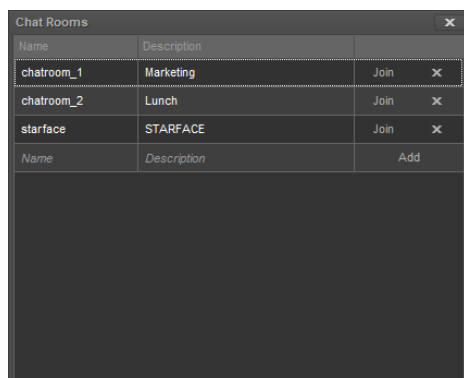 Chat Rooms
Name Description
chatroom_1 Marketing Join
chatroom_2 Lunch Join
starface STARFACE Join
Name Description Add